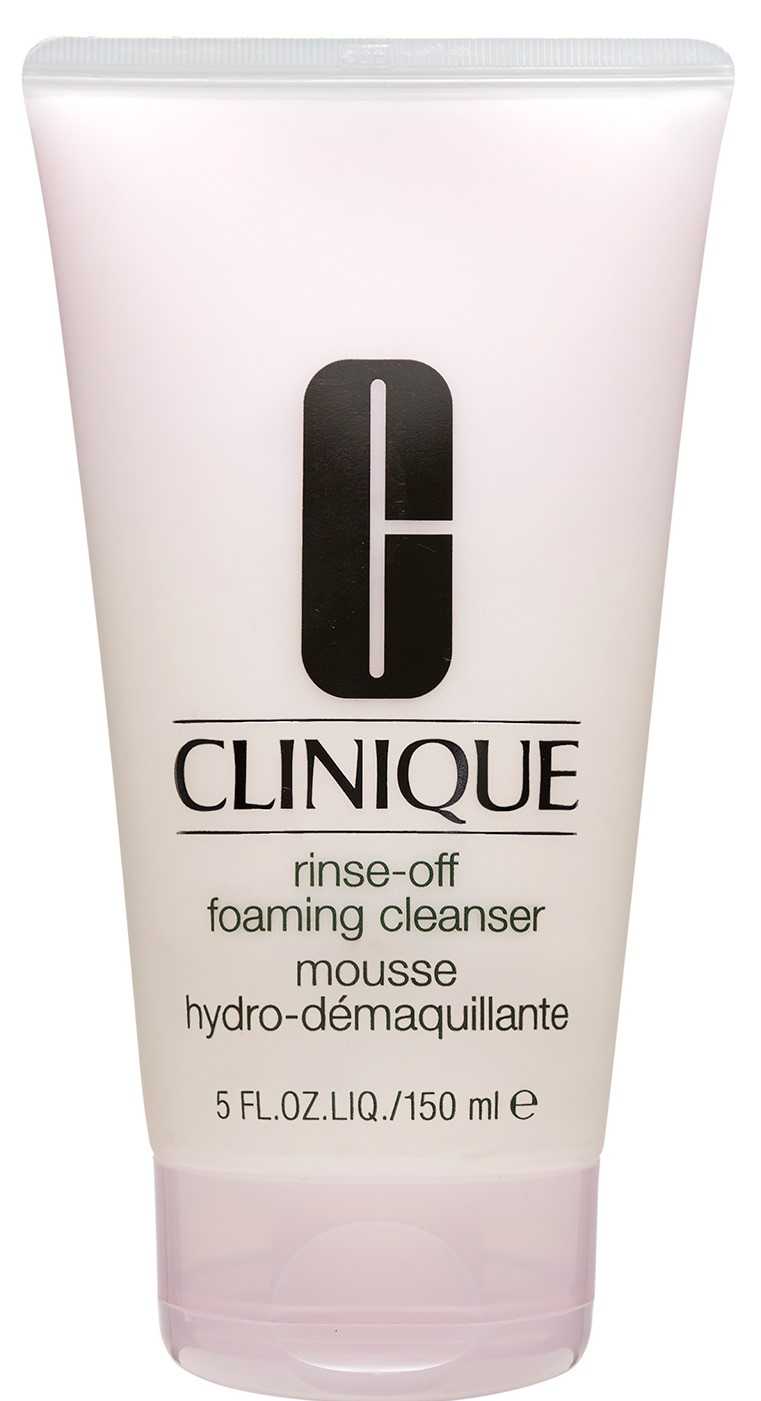 C
CLINIQUE
rinse-off
foaming cleanser
mousse
hydro-démaquillante
5 FL.OZ.LIQ./150 ml ℮